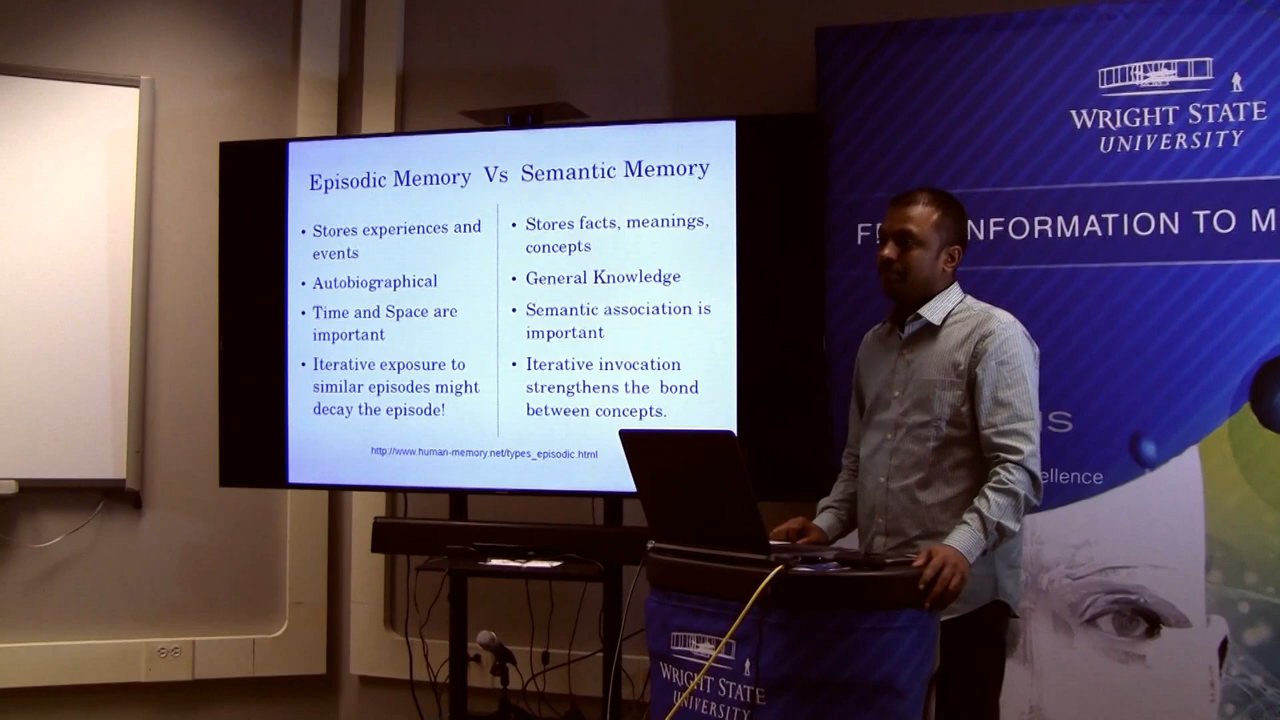 Episodic Memory Vs Semantic Memory
• Stores experiences and
events
• Autobiographical
• Time and Space are
important
• Iterative exposure to
similar episodes might
decay the episode!
• Stores facts, meanings,
concepts
• General Knowledge
• Semantic association is
important
• Iterative invocation
strengthens the bond
between concepts.
http://www.human-memory.net/types_episodic.html
WRIGHT STATE
UNIVERSITY
INFORMATION TO M
WRIGHT STATE
UNIVERSITY